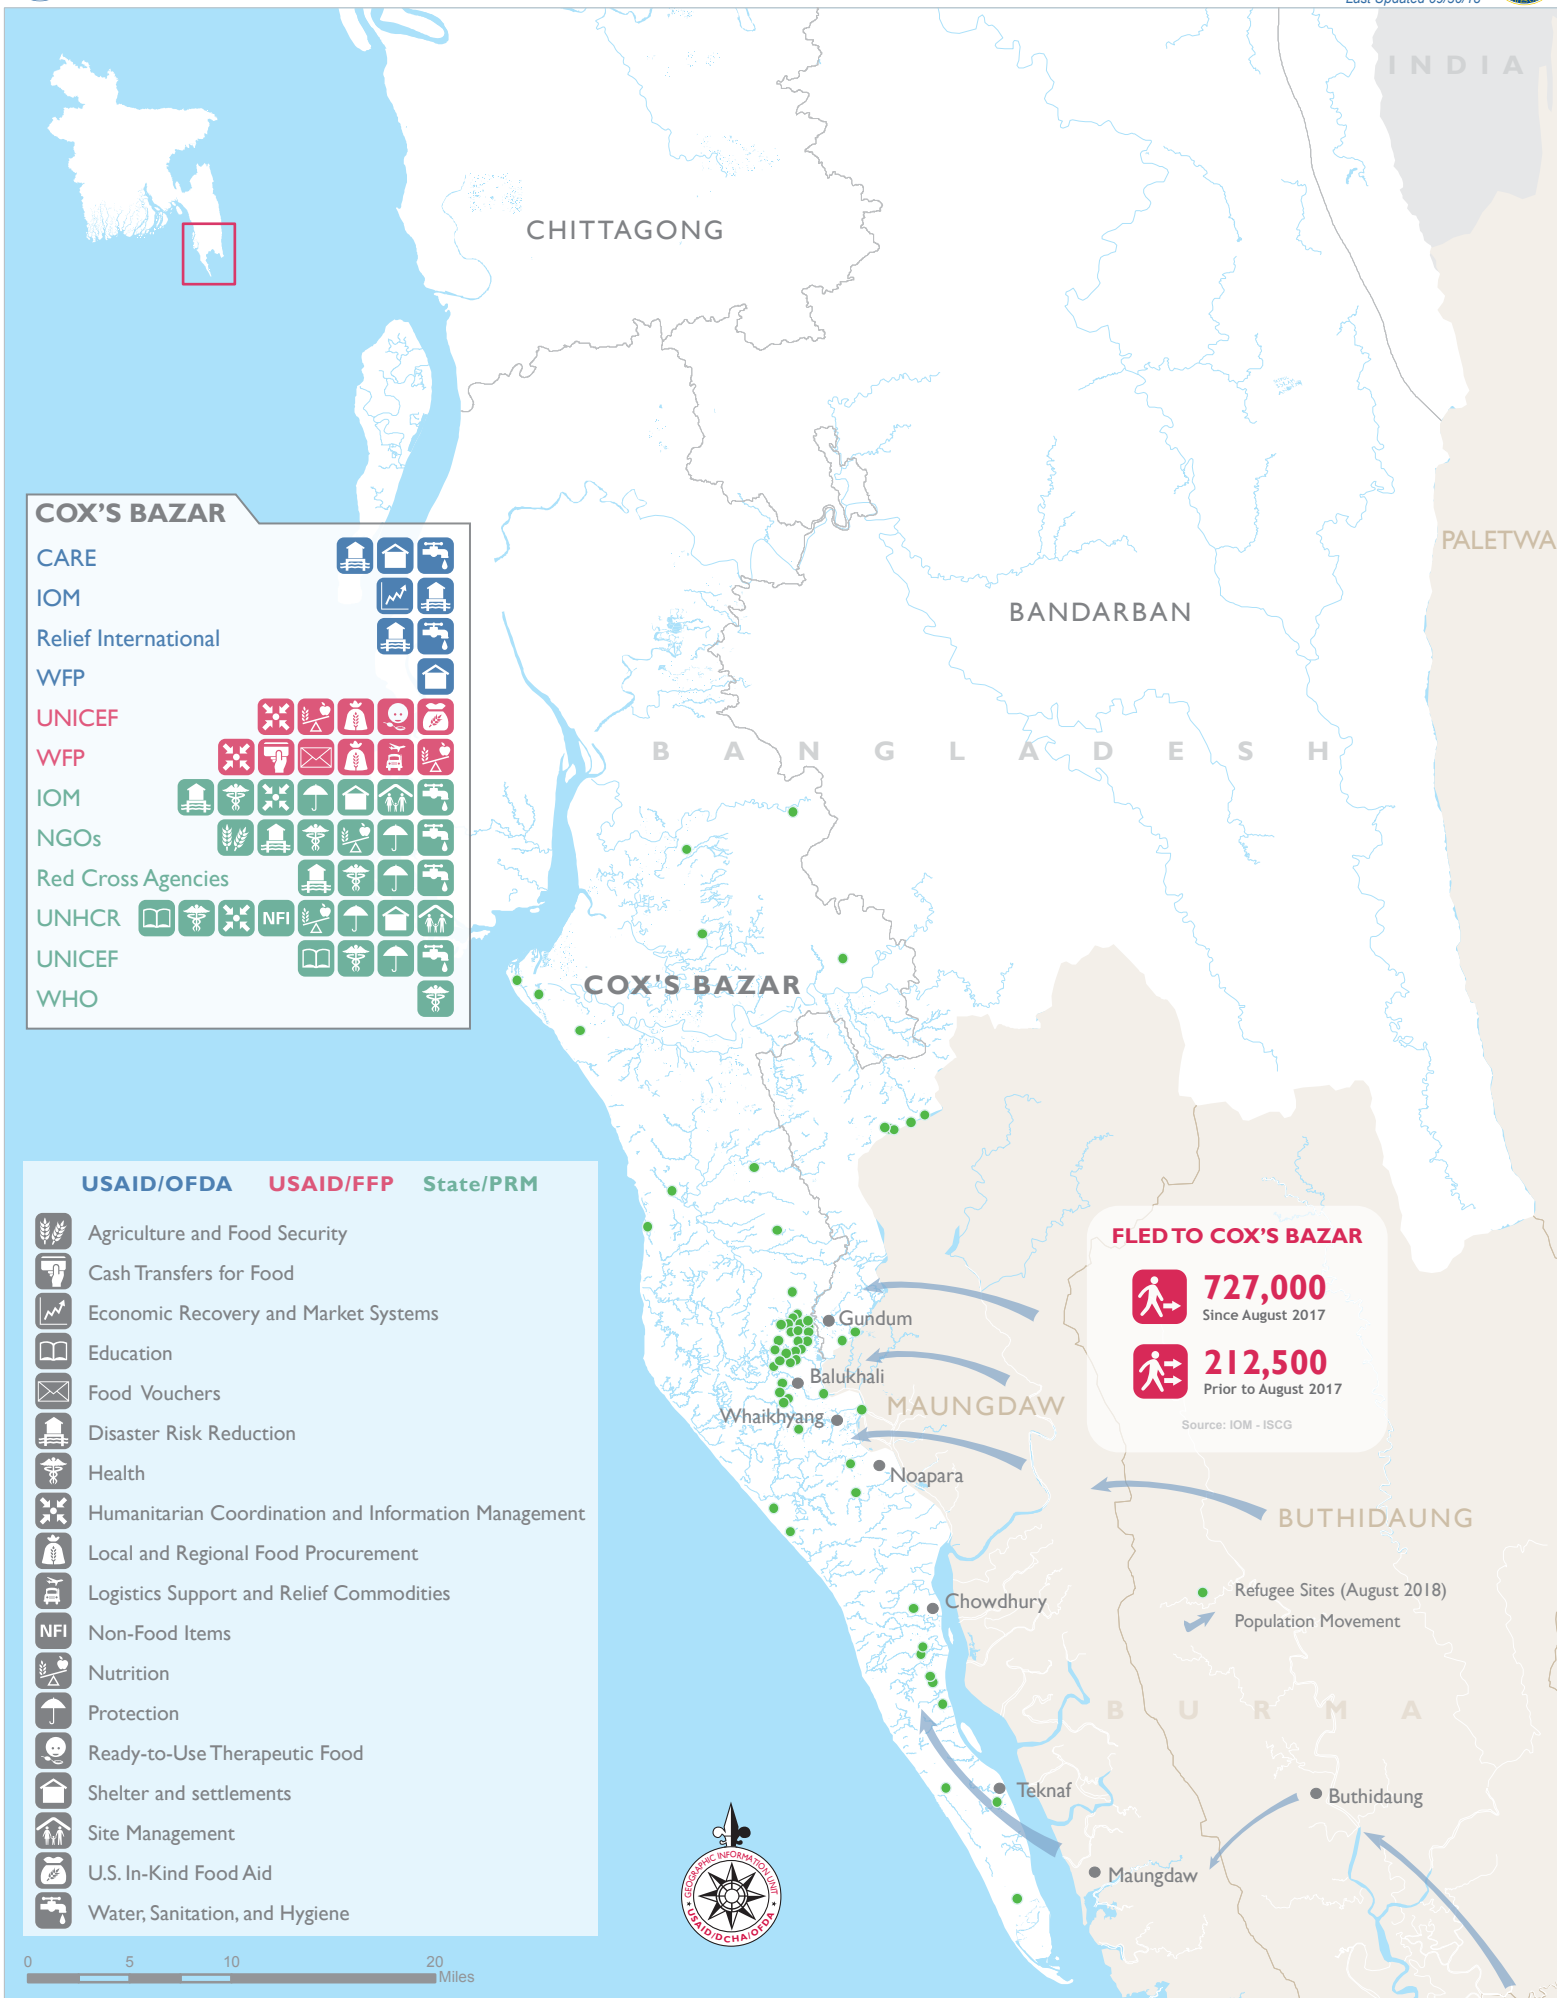 Last Updated 09/30/18
INDIA
CHITTAGONG
PALETWA
BANDARBAN
BANGLADESH
COX'S BAZAR
CARE
IOM
Relief International
WFP
UNICEF
WFP
IOM
NGOs
Red Cross Agencies
UNHCR NFI
UNICEF
WHO
COX'S BAZAR
USAID/OFDA USAID/FFP State/PRM
Agriculture and Food Security
Cash Transfers for Food
Economic Recovery and Market Systems
Education
Food Vouchers
Disaster Risk Reduction
Health
Humanitarian Coordination and Information Management
Local and Regional Food Procurement
Logistics Support and Relief Commodities
NFI Non-Food Items
Nutrition
Protection
Ready-to-Use Therapeutic Food
Shelter and settlements
Site Management
U.S. In-Kind Food Aid
Water, Sanitation, and Hygiene
0 5 10 20
Miles
FLED TO COX'S BAZAR
727,000
Since August 2017
212,500
Prior to August 2017
Source: IOM - ISCG
Gundum
Balukhali
Whaikhyang
MAUNGDAW
Noapara
BUTHIDAUNG
Refugee Sites (August 2018)
Population Movement
Chowdhury
BURMA
Teknaf
Buthidaung
Maungdaw
GEOGRAPHIC INFORMATION UNIT
USAID/DCHA/OFDA